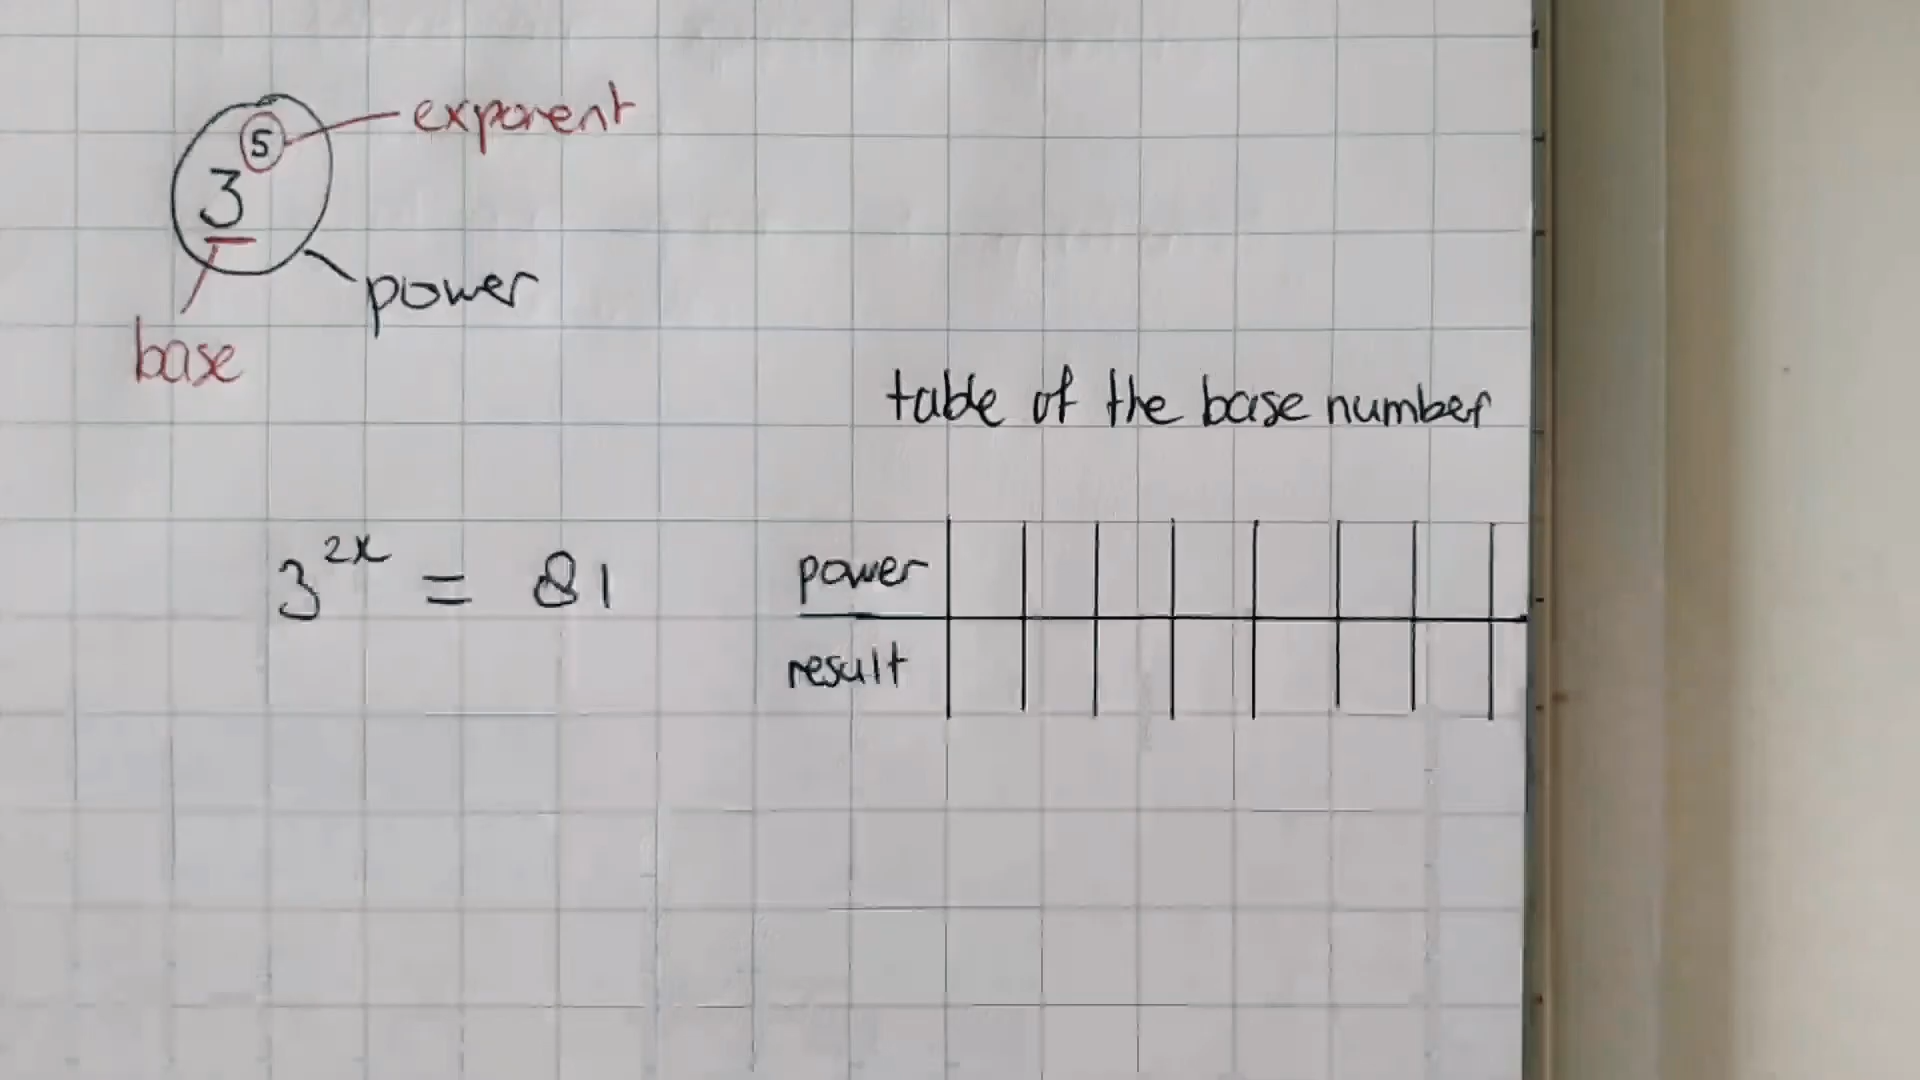 exponent
3^5
power
base
table of the base number
3^{2x} = 81
power
result